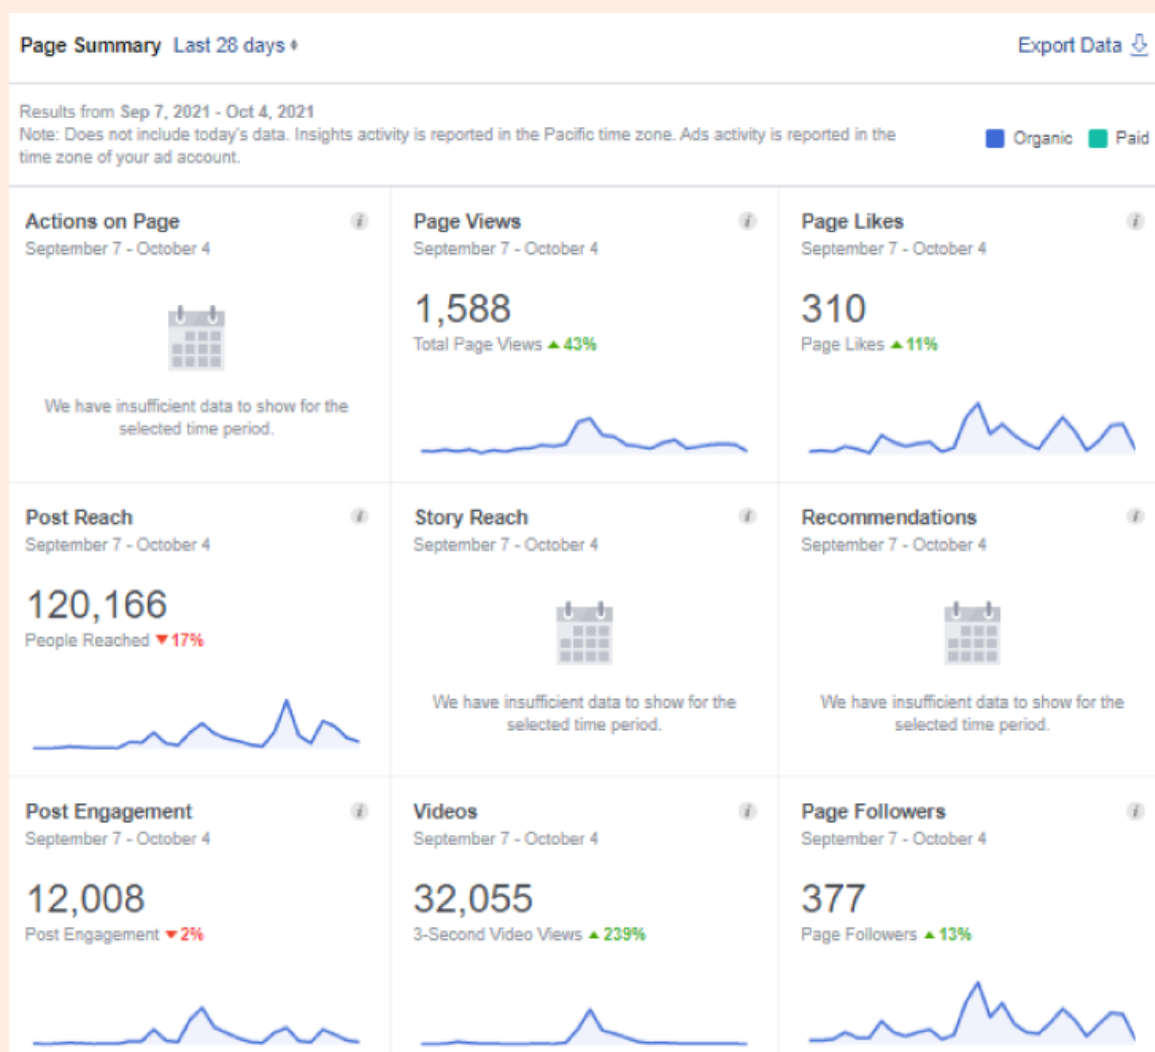 Page Summary Last 28 days
Export Data
Results from Sep 7, 2021 - Oct 4, 2021
Note: Does not include today's data. Insights activity is reported in the Pacific time zone. Ads activity is reported in the
time zone of your ad account.
Organic Paid
Actions on Page
September 7 - October 4
We have insufficient data to show for the
selected time period.
Page Views
September 7 - October 4
1,588
Total Page Views ▲ 43%
Page Likes
September 7 - October 4
310
Page Likes ▲ 11%
Post Reach
September 7 - October 4
120,166
People Reached ▼ 17%
Story Reach
September 7 - October 4
We have insufficient data to show for the
selected time period.
Recommendations
September 7 - October 4
We have insufficient data to show for the
selected time period.
Post Engagement
September 7 - October 4
12,008
Post Engagement ▼ 2%
Videos
September 7 - October 4
32,055
3-Second Video Views ▲ 239%
Page Followers
September 7 - October 4
377
Page Followers ▲ 13%